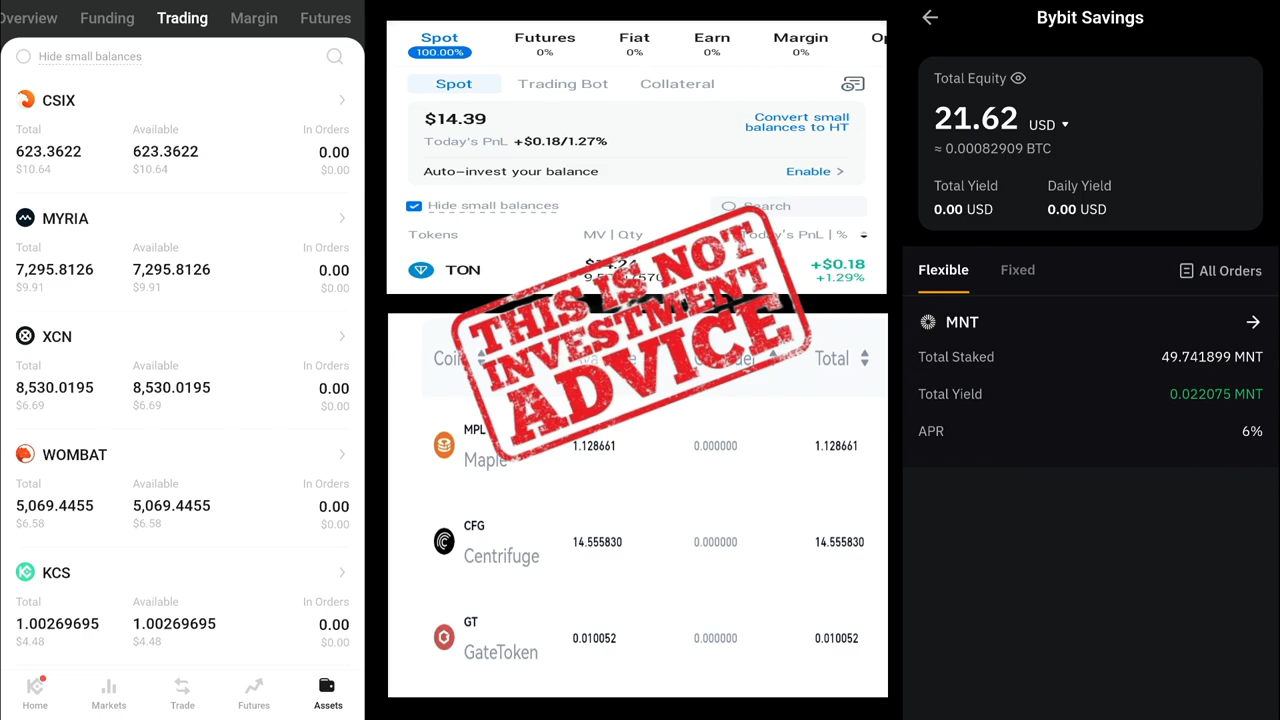 Overview Funding Trading Margin Futures
Hide small balances
CSIX
Total Available In Orders
623.3622 623.3622 0.00
$10.64 $10.64 $0.00
MYRIA
Total Available In Orders
7,295.8126 7,295.8126 0.00
$9.91 $9.91 $0.00
XCN
Total Available In Orders
8,530.0195 8,530.0195 0.00
$6.69 $6.69 $0.00
WOMBAT
Total Available In Orders
5,069.4455 5,069.4455 0.00
$6.58 $6.58 $0.00
KCS
Total Available In Orders
1.00269695 1.00269695 0.00
$4.48 $4.48 $0.00
Home Markets Trade Futures Assets
Spot Futures Fiat Earn Margin
100.00% 0% 0% 0% 0%
Spot Trading Bot Collateral
$14.39
Today's PnL +$0.18/1.27%
Convert small
balances to HT
Auto-invest your balance Enable >
Hide small balances Search
Tokens MV | Qty Today's PnL | %
TON +$0.18
+1.29%
THIS IS NOT
INVESTMENT
ADVICE
Total
MPL
Maple 1.128661 0.000000 1.128661
CFG
Centrifuge 14.555830 0.000000 14.555830
GT
GateToken 0.010052 0.000000 0.010052
Bybit Savings
Total Equity
21.62 USD
≈ 0.00082909 BTC
Total Yield Daily Yield
0.00 USD 0.00 USD
Flexible Fixed All Orders
MNT
Total Staked 49.741899 MNT
Total Yield 0.022075 MNT
APR 6%